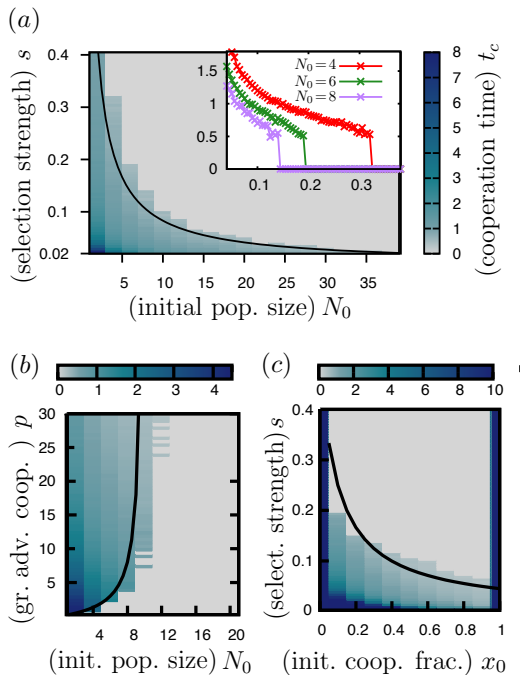 (a)
(selection strength) s
0.4
0.3
0.2
0.1
0.02
5 10 15 20 25 30 35
(initial pop. size) N₀
1.5
1
0.5
0
0.1 0.2 0.3
N₀=4
N₀=6
N₀=8
8
7
6
5
4
3
2
1
0
(cooperation time) t_c
(b)
0 1 2 3 4
(gr. adv. coop. ) p
30
25
20
15
10
5
4 8 12 16 20
(init. pop. size) N₀
(c)
0 2 4 6 8 10
(select. strength) s
0.4
0.3
0.2
0.1
0
0 0.2 0.4 0.6 0.8 1
(init. coop. frac.) x₀